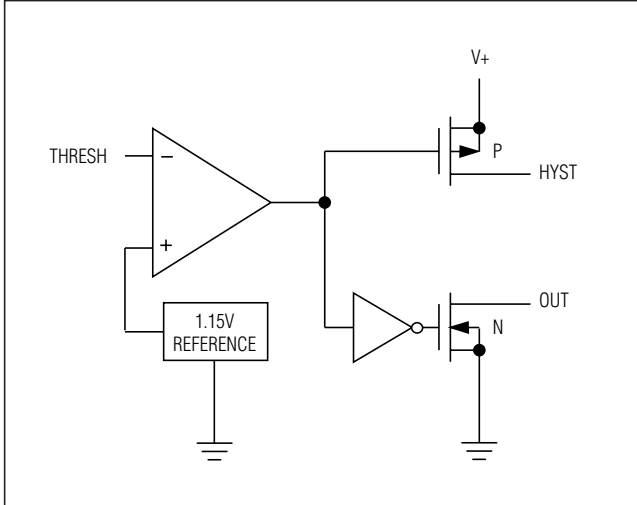 V+
THRESH
−
P
HYST
+
OUT
1.15V
REFERENCE
N